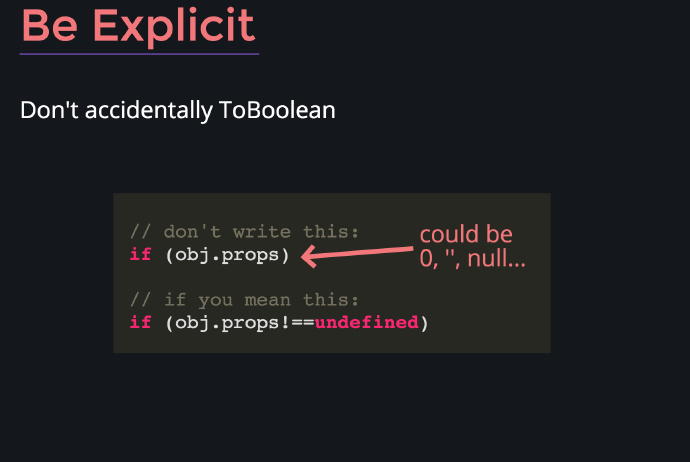 Be Explicit
Don't accidentally ToBoolean
// don't write this:
if (obj.props)
could be
0, '', null...
// if you mean this:
if (obj.props!==undefined)